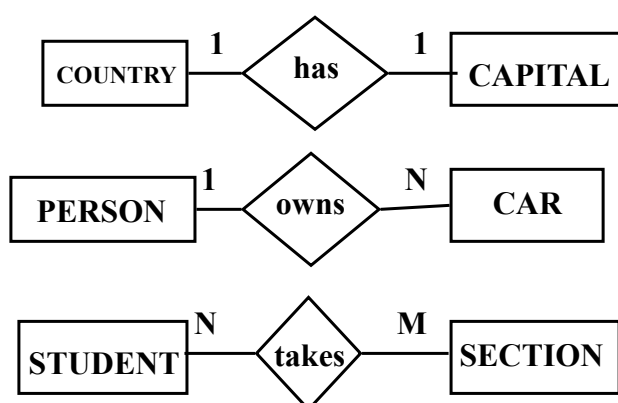 1 1
COUNTRY has CAPITAL
1 N
PERSON owns CAR
N M
STUDENT takes SECTION